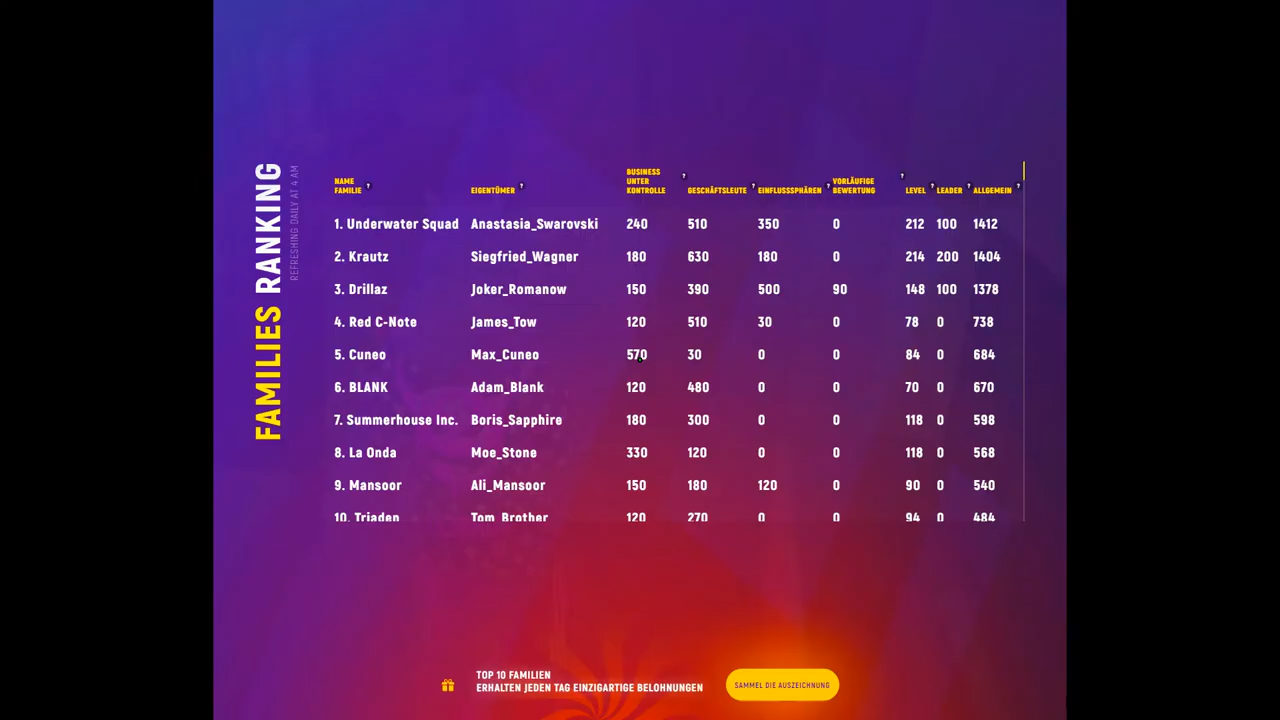 FAMILIES RANKING
REFRESHING DAILY AT 4 AM
NAME FAMILIE ? EIGENTÜMER ? BUSINESS UNTER KONTROLLE ? GESCHÄFTSLEUTE ? EINFLUSSSPHÄREN ? VORLÄUFIGE BEWERTUNG ? LEVEL ? LEADER ? ALLGEMEIN ?
1. Underwater Squad Anastasia_Swarovski 240 510 350 0 212 100 1412
2. Krautz Siegfried_Wagner 180 630 180 0 214 200 1404
3. Drillaz Joker_Romanow 150 390 500 90 148 100 1378
4. Red C-Note James_Tow 120 510 30 0 78 0 738
5. Cuneo Max_Cuneo 570 30 0 0 84 0 684
6. BLANK Adam_Blank 120 480 0 0 70 0 670
7. Summerhouse Inc. Boris_Sapphire 180 300 0 0 118 0 598
8. La Onda Moe_Stone 330 120 0 0 118 0 568
9. Mansoor Ali_Mansoor 150 180 120 0 90 0 540
10. Triaden Tom_Brother 120 270 0 0 94 0 484
TOP 10 FAMILIEN
ERHALTEN JEDEN TAG EINZIGARTIGE BELOHNUNGEN
SAMMEL DIE AUSZEICHNUNG